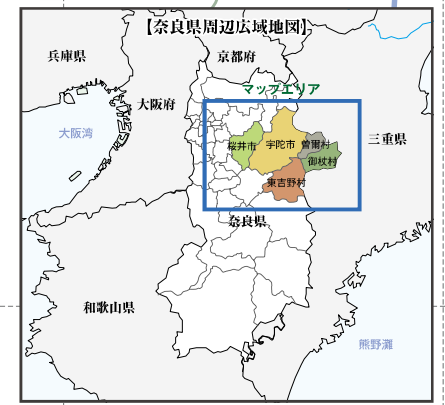 【奈良県周辺広域地図】
兵庫県
京都府
マップエリア
大阪府
大阪湾
三重県
桜井市
宇陀市
曽爾村
御杖村
東吉野村
奈良県
和歌山県
熊野灘